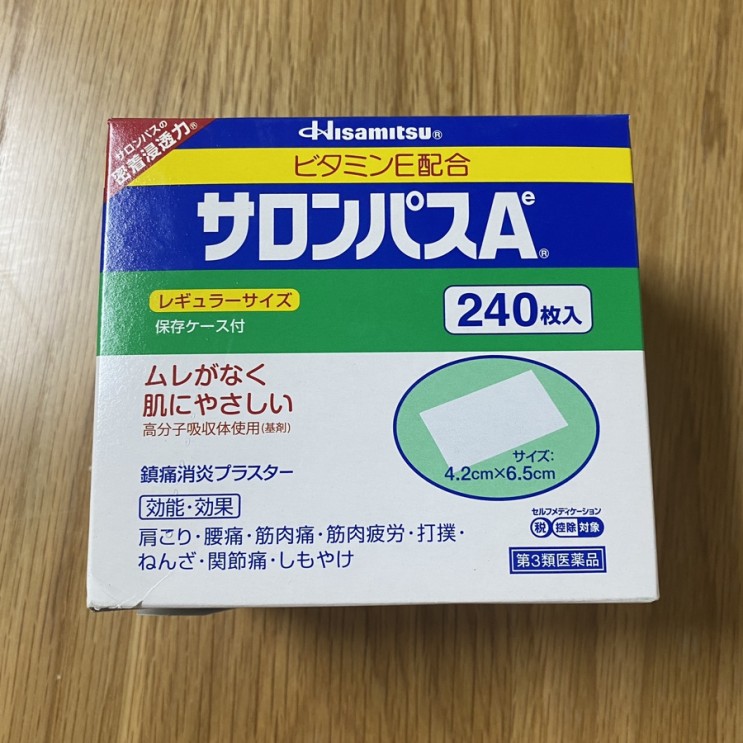 サロンパスの
密着浸透力®
Hisamitsu®
ビタミンE配合
サロンパスAe®
レギュラーサイズ
保存ケース付
240枚入
ムレがなく
肌にやさしい
高分子吸収体使用(基剤)
サイズ:
4.2cm×6.5cm
鎮痛消炎プラスター
効能・効果
肩こり・腰痛・筋肉痛・筋肉疲労・打撲・
ねんざ・関節痛・しもやけ
セルフメディケーション
税 控除 対象
第3類医薬品